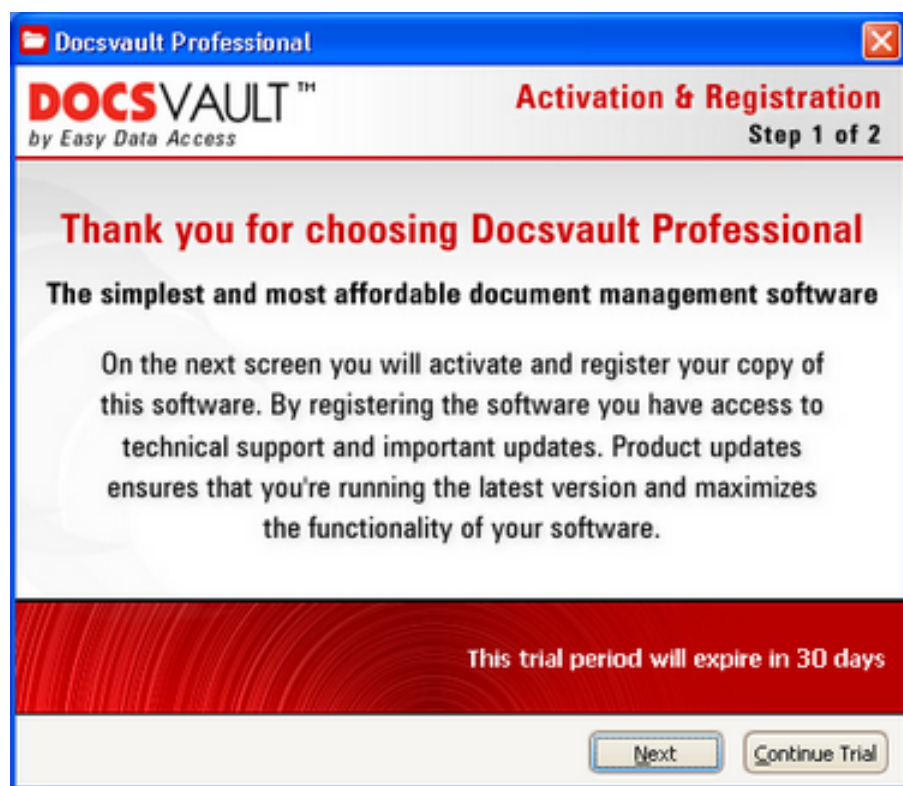 Docsvault Professional
DOCSVAULT™
by Easy Data Access
Activation & Registration
Step 1 of 2
Thank you for choosing Docsvault Professional
The simplest and most affordable document management software
On the next screen you will activate and register your copy of
this software. By registering the software you have access to
technical support and important updates. Product updates
ensures that you're running the latest version and maximizes
the functionality of your software.
This trial period will expire in 30 days
Next
Continue Trial